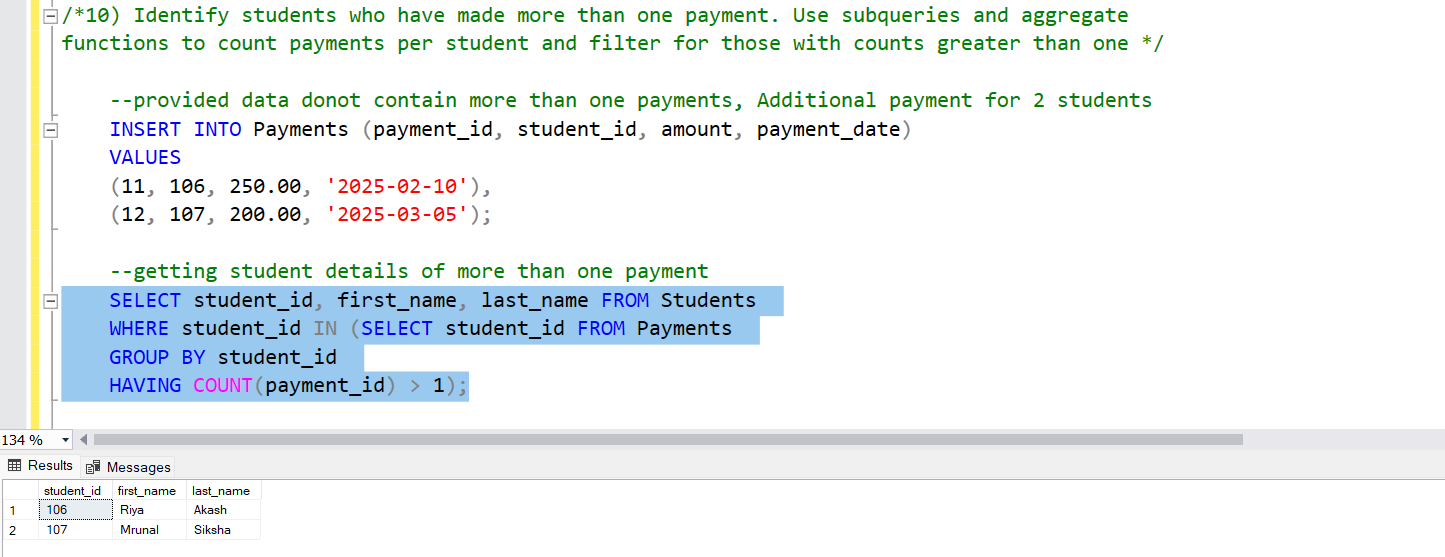 /*10) Identify students who have made more than one payment. Use subqueries and aggregate
functions to count payments per student and filter for those with counts greater than one */
--provided data donot contain more than one payments, Additional payment for 2 students
INSERT INTO Payments (payment_id, student_id, amount, payment_date)
VALUES
(11, 106, 250.00, '2025-02-10'),
(12, 107, 200.00, '2025-03-05');
--getting student details of more than one payment
SELECT student_id, first_name, last_name FROM Students
WHERE student_id IN (SELECT student_id FROM Payments
GROUP BY student_id
HAVING COUNT(payment_id) > 1);
134 %
Results Messages
student_id first_name last_name
1 106 Riya Akash
2 107 Mrunal Siksha